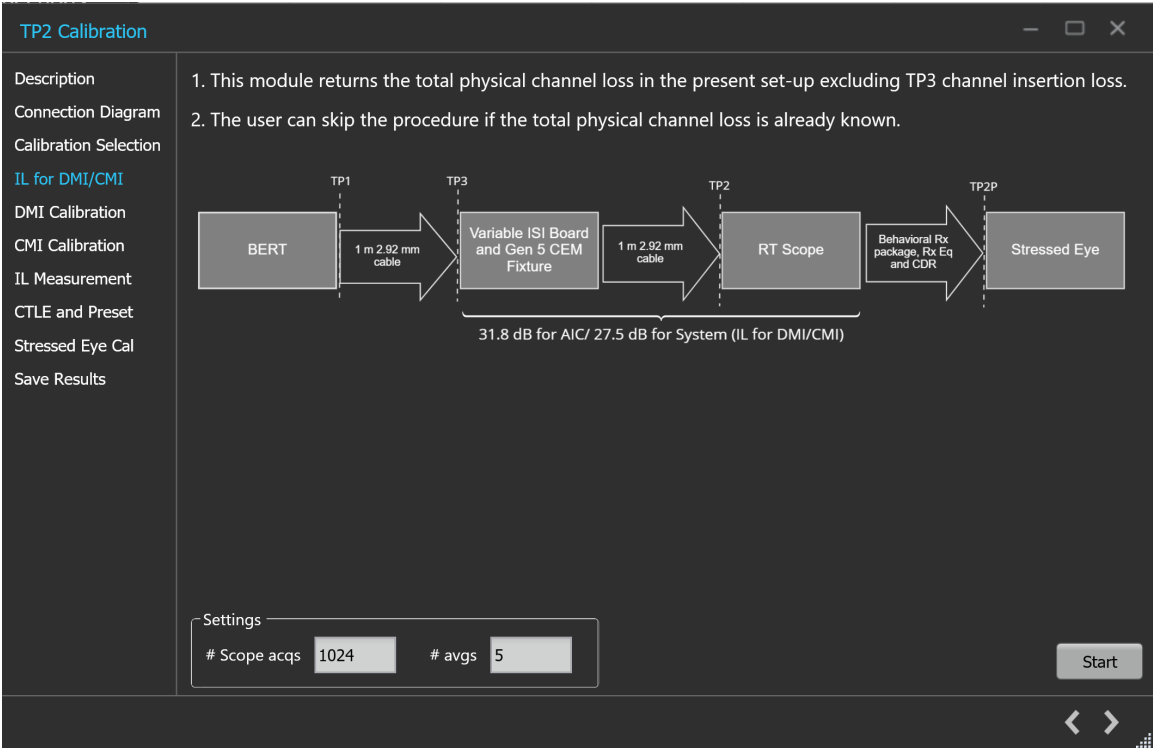 TP2 Calibration
Description
Connection Diagram
Calibration Selection
IL for DMI/CMI
DMI Calibration
CMI Calibration
IL Measurement
CTLE and Preset
Stressed Eye Cal
Save Results
1. This module returns the total physical channel loss in the present set-up excluding TP3 channel insertion loss.
2. The user can skip the procedure if the total physical channel loss is already known.
TP1
TP3
TP2
TP2P
BERT
1 m 2.92 mm
cable
Variable ISI Board
and Gen 5 CEM
Fixture
1 m 2.92 mm
cable
RT Scope
Behavioral Rx
package, Rx Eq
and CDR
Stressed Eye
31.8 dB for AIC/ 27.5 dB for System (IL for DMI/CMI)
Settings
# Scope acqs 1024 # avgs 5
Start